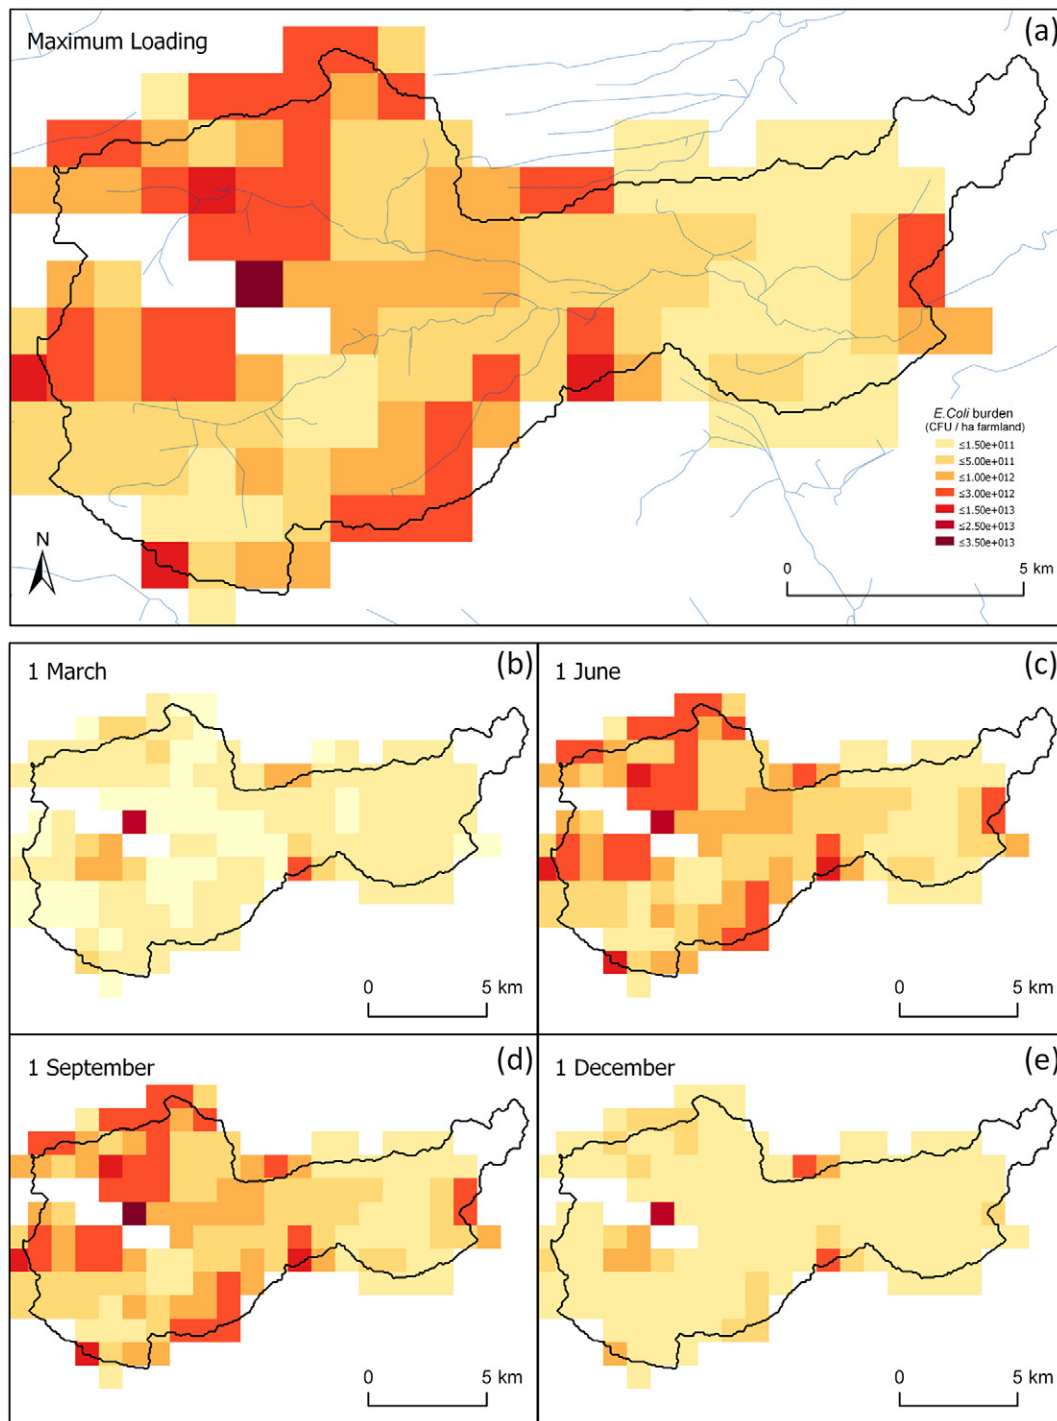 Maximum Loading
(a)
E.Coli burden
(CFU / ha farmland)
≤1.50e+011
≤5.00e+011
≤1.00e+012
≤3.00e+012
≤1.50e+013
≤2.50e+013
≤3.50e+013
N
0 5 km
1 March
(b)
0 5 km
1 June
(c)
0 5 km
1 September
(d)
0 5 km
1 December
(e)
0 5 km